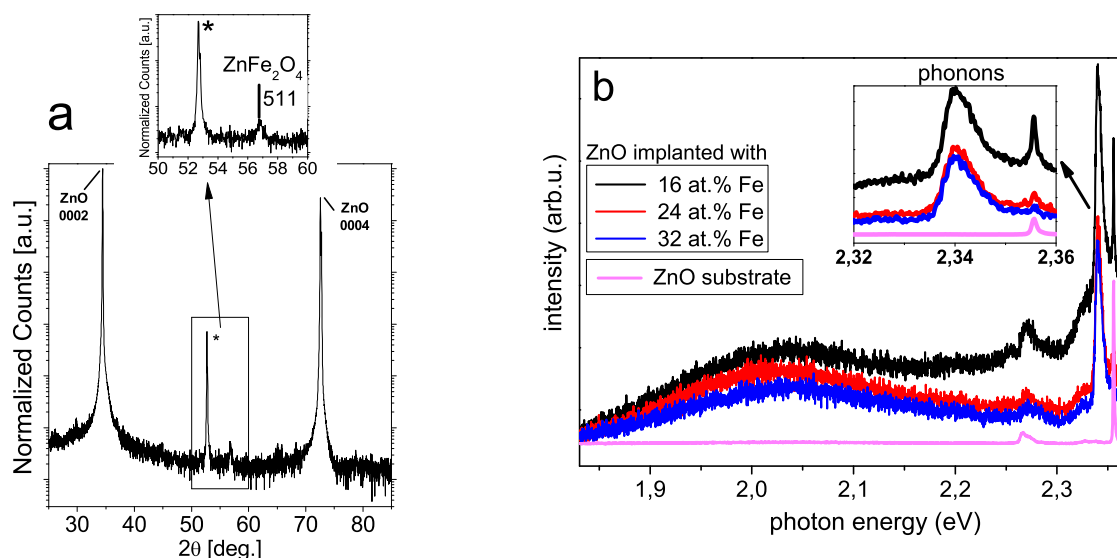 a
Normalized Counts [a.u.]
*
ZnFe2O4
511
50 52 54 56 58 60
Normalized Counts [a.u.]
ZnO
0002
ZnO
0004
*
30 40 50 60 70 80
2θ [deg.]
b
intensity (arb.u.)
phonons
2,32 2,34 2,36
ZnO implanted with
16 at.% Fe
24 at.% Fe
32 at.% Fe
ZnO substrate
1,9 2,0 2,1 2,2 2,3
photon energy (eV)